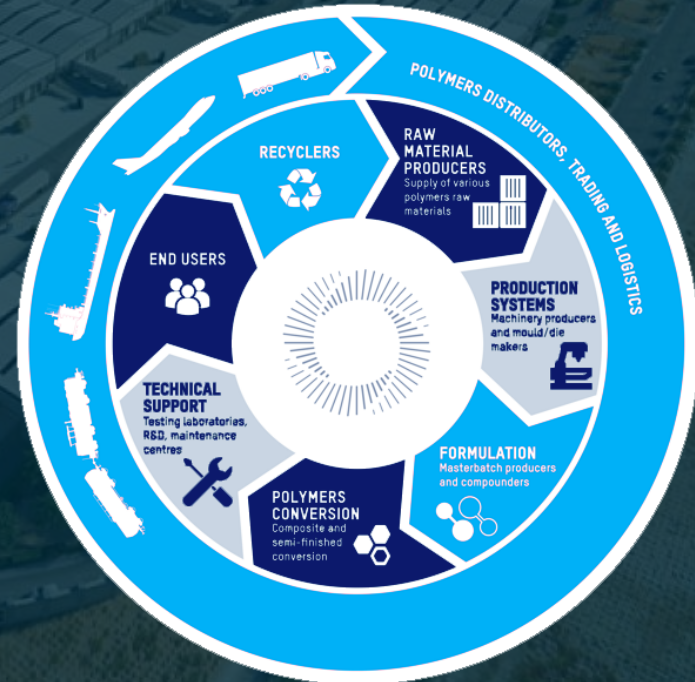 POLYMERS DISTRIBUTORS, TRADING AND LOGISTICS
RECYCLERS
RAW
MATERIAL
PRODUCERS
Supply of various
polymers raw
materials
END USERS
PRODUCTION
SYSTEMS
Machinery producers
and mould/die
makers
TECHNICAL
SUPPORT
Testing laboratories,
R&D, maintenance
centres
FORMULATION
Masterbatch producers
and compounders
POLYMERS
CONVERSION
Composite and
semi-finished
conversion